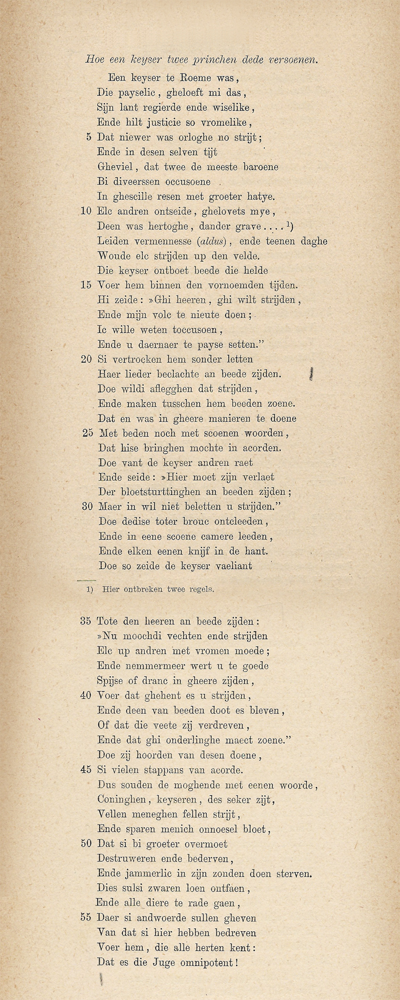 Hoe een keyser twee princhen dede versoenen.
Een keyser te Roeme was,
Die payselic, gheloeft mi das,
Sijn lant regierde ende wiselike,
Ende hilt justicie so vromelike,
5 Dat niewer was orloghe no strijt;
Ende in desen selven tijt
Gheviel, dat twee de meeste baroene
Bi diveerssen occusoene
In ghescille resen met groeter hatye.
10 Elc andren ontseide, ghelovets mye,
Deen was hertoghe, dander grave.... 1)
Leiden vermennesse (aldus), ende teenen daghe
Woude elc strijden up den velde.
Die keyser ontboet beede die helde
15 Voer hem binnen den vornoemden tijden.
Hi zeide: »Ghi heeren, ghi wilt strijden,
Ende mijn volc te nieute doen;
Ic wille weten toccusoen,
Ende u daernaer te payse setten.”
20 Si vertrocken hem sonder letten
Haer lieder beclachte an beede zijden.
Doe wildi aflegghen dat strijden,
Ende maken tusschen hem beeden zoene.
Dat en was in gheere manieren te doene
25 Met beden noch met scoenen woorden,
Dat hise bringhen mochte in acorden.
Doe vant de keyser andren raet
Ende seide: »Hier moet zijn verlaet
Der bloetsturttinghen an beeden zijden;
30 Maer in wil niet beletten u strijden.”
Doe dedise toter brouc ontcleeden,
Ende in eene scoene camere leeden,
Ende elken eenen knijf in de hant.
Doe so zeide de keyser vaeliant
1) Hier ontbreken twee regels.
35 Tote den heeren an beede zijden:
»Nu moochdi vechten ende strijden
Elc up andren met vromen moede;
Ende nemmermeer wert u te goede
Spijse of dranc in gheere zijden,
40 Voer dat ghehent es u strijden,
Ende deen van beeden doot es bleven,
Of dat die veete zij verdreven,
Ende dat ghi onderlinghe maect zoene.”
Doe zij hoorden van desen doene,
45 Si vielen stappans van acorde.
Dus souden de moghende met eenen woorde,
Coninghen, keyseren, des seker zijt,
Vellen meneghen fellen strijt,
Ende sparen menich onnoesel bloet,
50 Dat si bi groeter overmoet
Destruweren ende bederven,
Ende jammerlic in zijn zonden doen sterven.
Dies sulsi zwaren loen ontfaen,
Ende alle diere te rade gaen,
55 Daer si andwoerde sullen gheven
Van dat si hier hebben bedreven
Voer hem, die alle herten kent:
Dat es die Juge omnipotent!